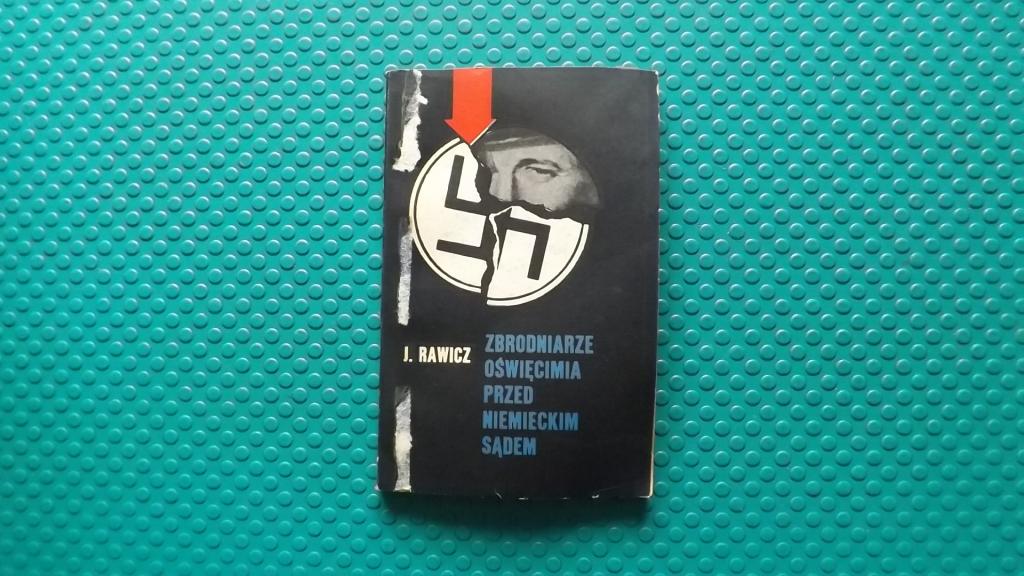 J. RAWICZ
ZBRODNIARZE
OŚWIĘCIMIA
PRZED
NIEMIECKIM
SĄDEM